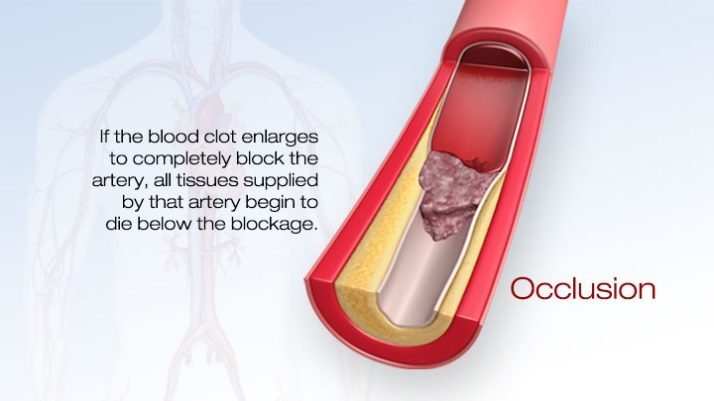 If the blood clot enlarges
to completely block the
artery, all tissues supplied
by that artery begin to
die below the blockage.
Occlusion